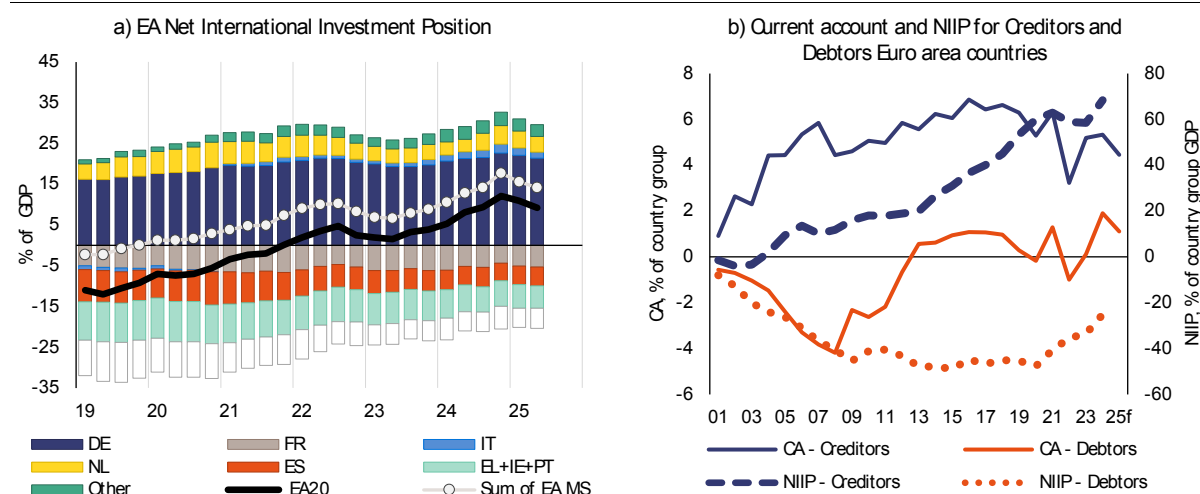 a) EA Net International Investment Position
% of GDP
45
35
25
15
5
-5
-15
-25
-35
19 20 21 22 23 24 25
DE FR IT
NL ES EL+IE+PT
Other EA20 Sum of EA MS
b) Current account and NIIP for Creditors and
Debtors Euro area countries
CA, % of country group
8
6
4
2
0
-2
-4
-6
80
60
40
20
0
-20
-40
-60
NIIP, % of country group GDP
01 03 05 07 09 11 13 15 17 19 21 23 25f
CA - Creditors CA - Debtors
NIIP - Creditors NIIP - Debtors